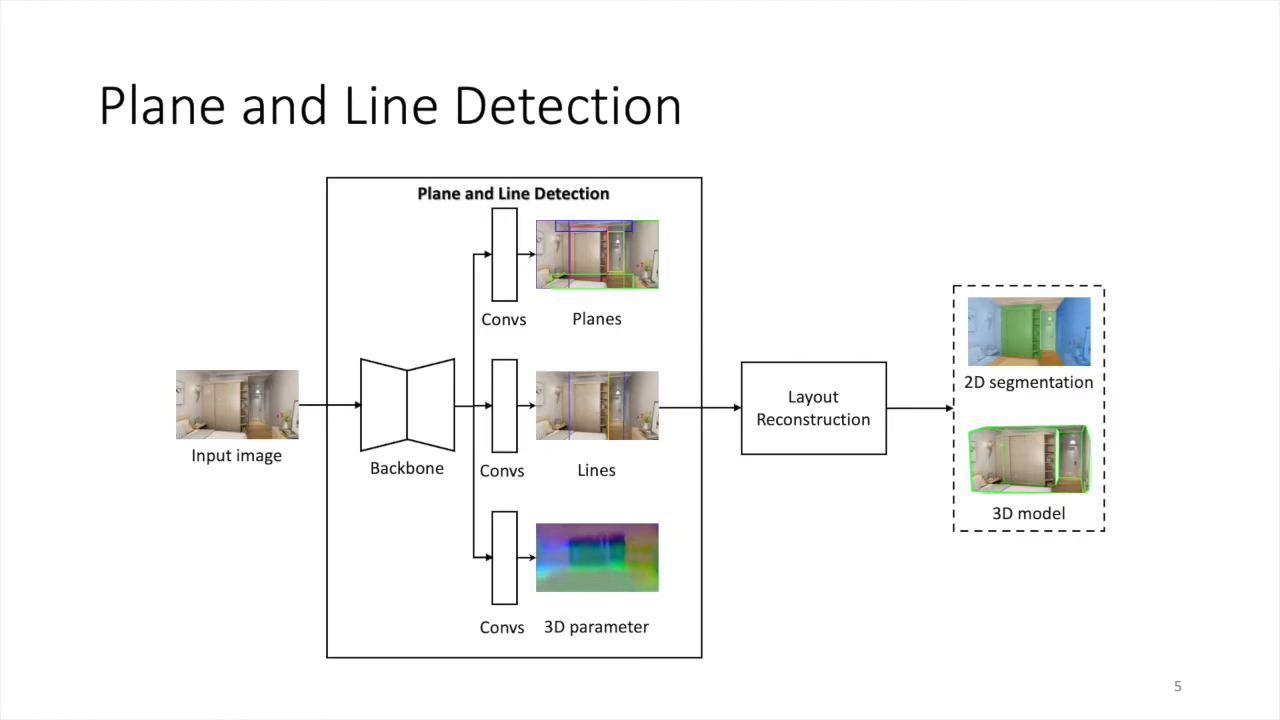 Plane and Line Detection
Plane and Line Detection
Convs
Planes
Input image
Backbone
Convs
Lines
Convs
3D parameter
Layout
Reconstruction
2D segmentation
3D model
5